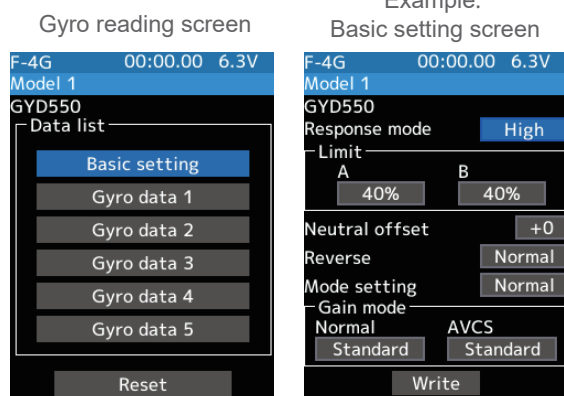 Gyro reading screen
F-4G 00:00.00 6.3V
Model 1
GYD550
Data list
Basic setting
Gyro data 1
Gyro data 2
Gyro data 3
Gyro data 4
Gyro data 5
Reset
Example:
Basic setting screen
F-4G 00:00.00 6.3V
Model 1
GYD550
Response mode High
Limit
A B
40% 40%
Neutral offset +0
Reverse Normal
Mode setting Normal
Gain mode
Normal AVCS
Standard Standard
Write